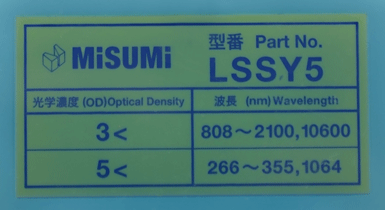 MiSUMi
型番 Part No.
LSSY5
光学濃度 (OD)Optical Density
波長 (nm)Wavelength
3<
808～2100,10600
5<
266～355,1064